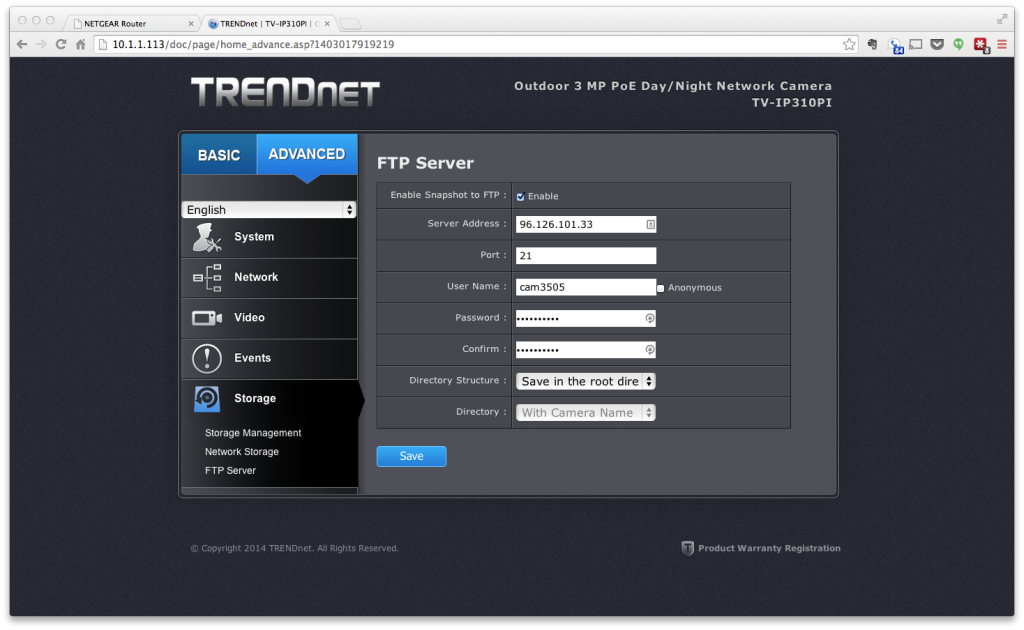 NETGEAR Router
TRENDnet | TV-IP310PI |
10.1.1.113/doc/page/home_advance.asp?1403017919219
84
3
TRENDNET
Outdoor 3 MP PoE Day/Night Network Camera
TV-IP310PI
BASIC
ADVANCED
English
System
Network
Video
Events
Storage
Storage Management
Network Storage
FTP Server
FTP Server
Enable Snapshot to FTP : Enable
Server Address : 96.126.101.33
Port : 21
User Name : cam3505 Anonymous
Password : ••••••••••
Confirm : ••••••••••
Directory Structure : Save in the root dire
Directory : With Camera Name
Save
© Copyright 2014 TRENDnet. All Rights Reserved.
Product Warranty Registration